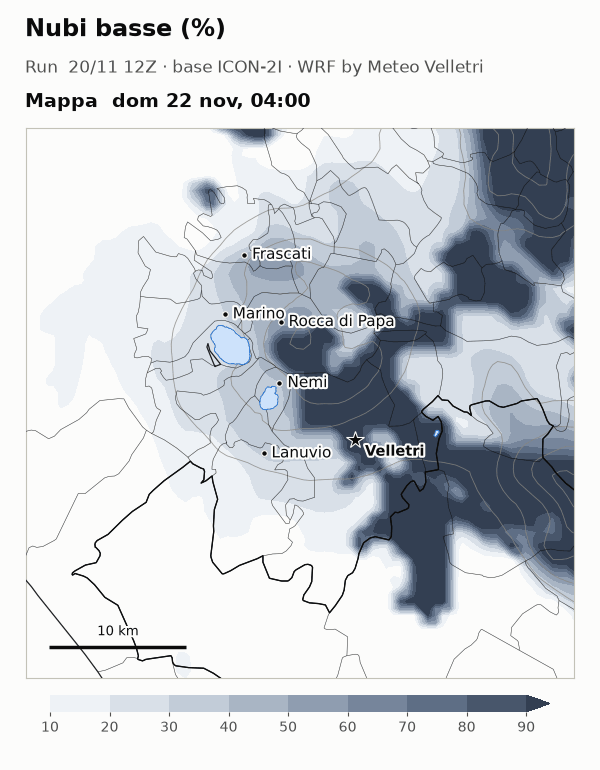 Nubi basse (%)
Run  20/11 12Z · base ICON-2I · WRF by Meteo Velletri
Mappa  dom 22 nov, 04:00
Frascati
Marino
Rocca di Papa
Nemi
Velletri
Lanuvio
10 km
10 20 30 40 50 60 70 80 90